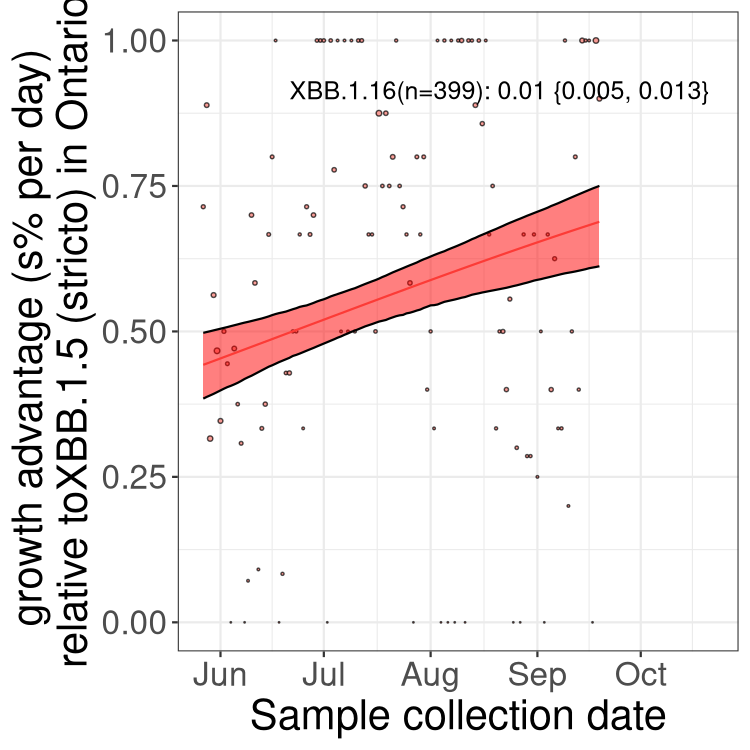 growth advantage (s% per day)
relative toXBB.1.5 (stricto) in Ontario
1.00
0.75
0.50
0.25
0.00
XBB.1.16(n=399): 0.01 {0.005, 0.013}
Jun Jul Aug Sep Oct
Sample collection date